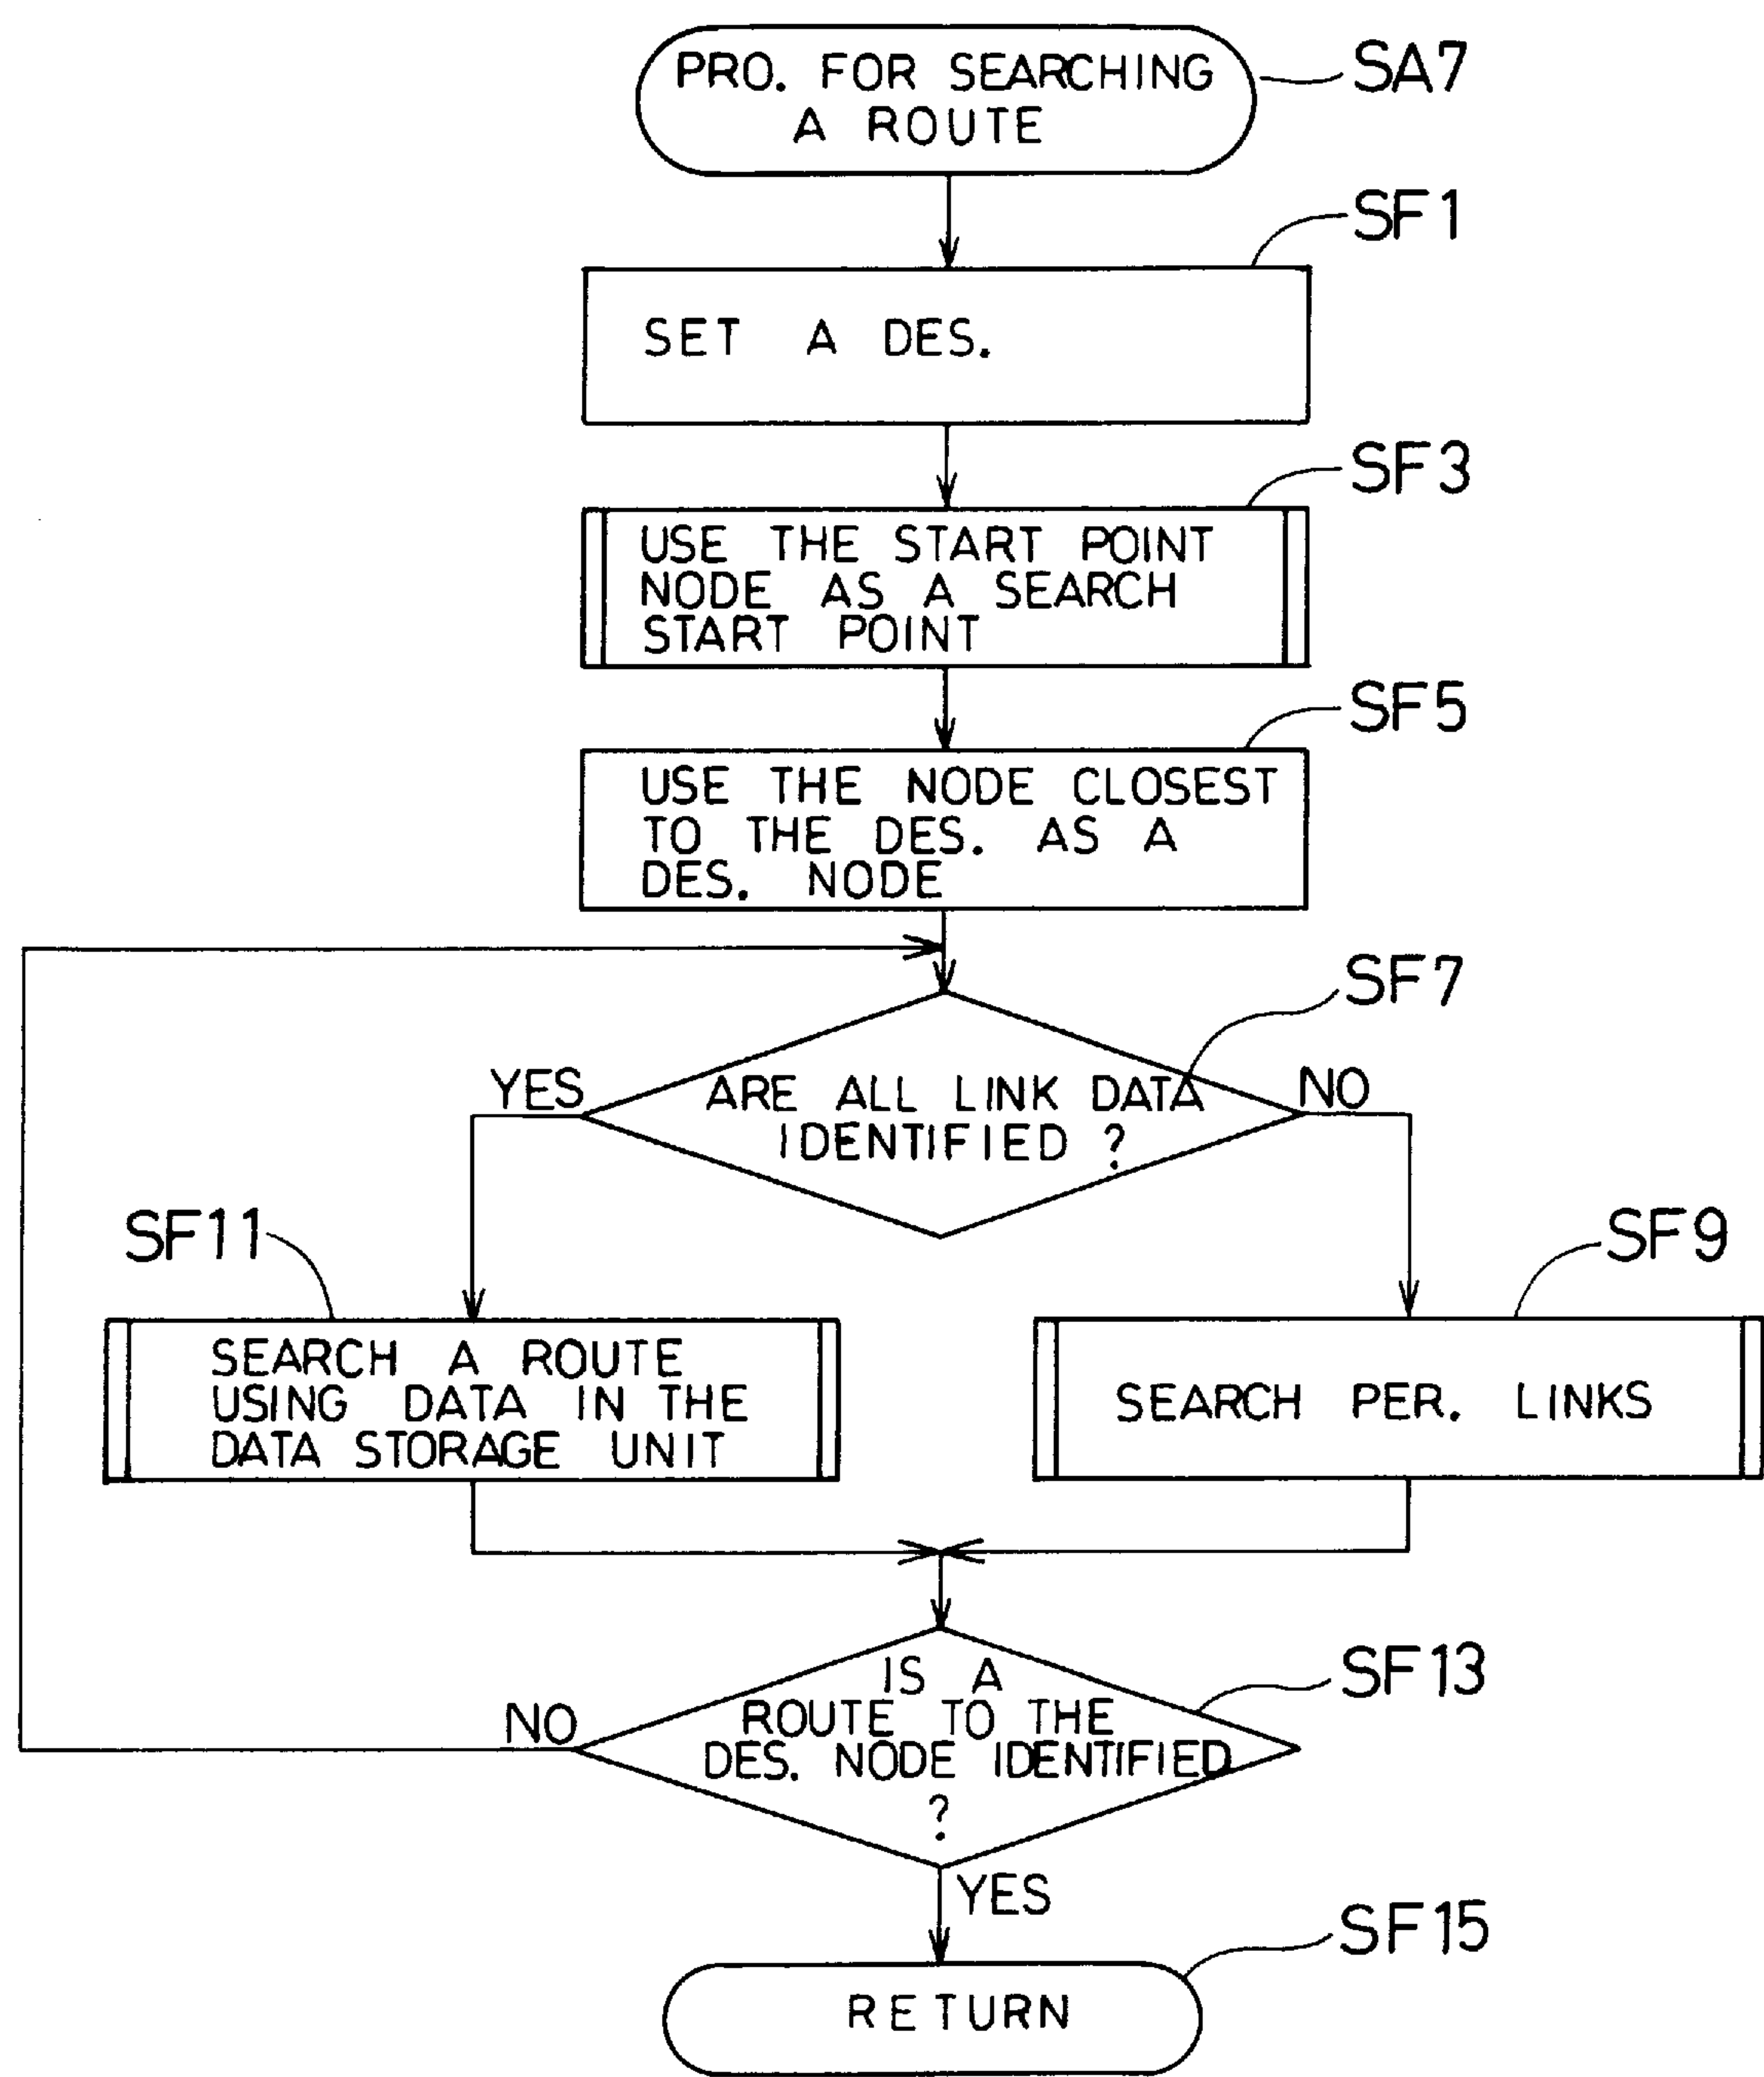 PRO. FOR SEARCHING
A ROUTE
SA7
SF1
SET A DES.
SF3
USE THE START POINT
NODE AS A SEARCH
START POINT
SF5
USE THE NODE CLOSEST
TO THE DES. AS A
DES. NODE
SF7
YES
ARE ALL LINK DATA
IDENTIFIED ?
NO
SF11
SF9
SEARCH A ROUTE
USING DATA IN THE
DATA STORAGE UNIT
SEARCH PER. LINKS
SF13
IS A
ROUTE TO THE
DES. NODE IDENTIFIED
?
NO
YES
SF15
RETURN